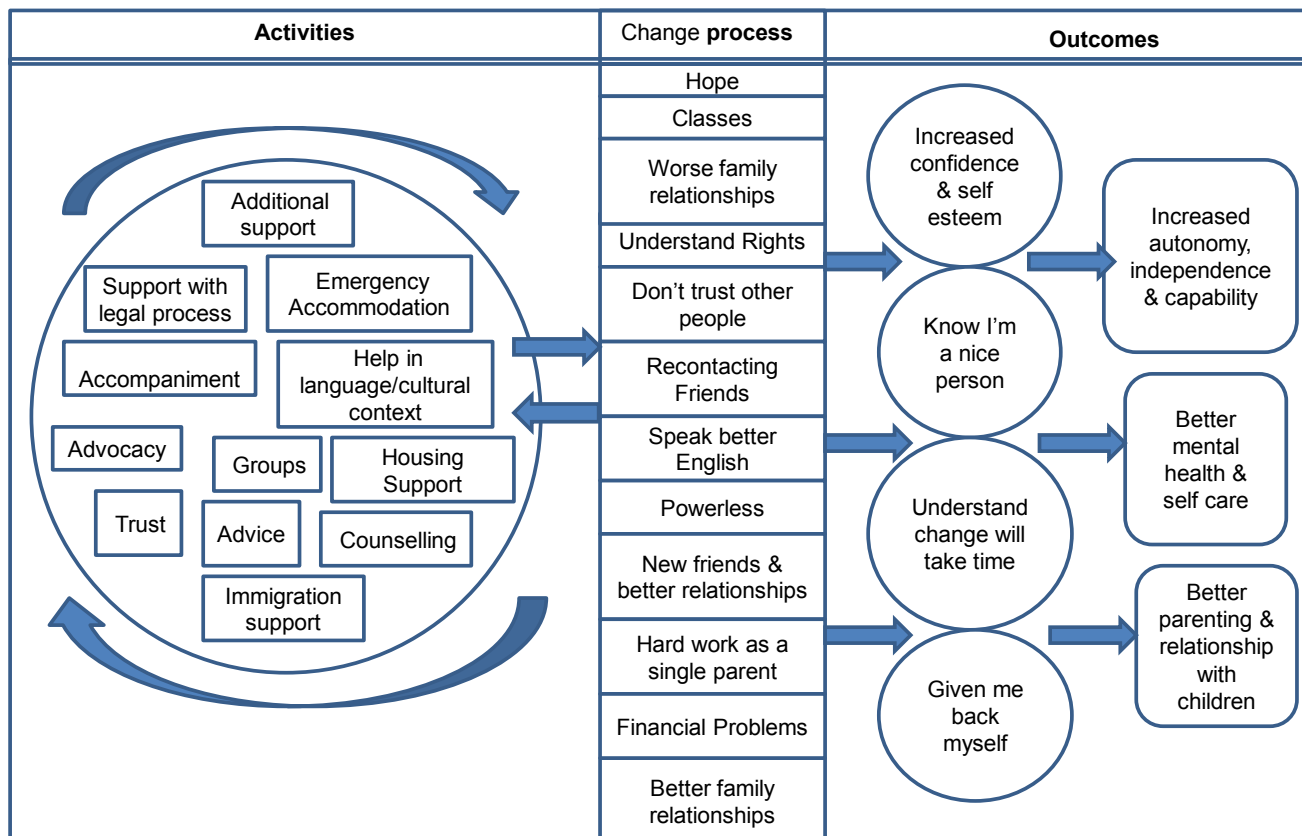 Activities
Change process
Outcomes
Additional
support
Support with
legal process
Emergency
Accommodation
Accompaniment
Help in
language/cultural
context
Advocacy
Groups
Housing
Support
Trust
Advice
Counselling
Immigration
support
Hope
Classes
Worse family
relationships
Understand Rights
Don’t trust other
people
Recontacting
Friends
Speak better
English
Powerless
New friends &
better relationships
Hard work as a
single parent
Financial Problems
Better family
relationships
Increased
confidence
& self
esteem
Know I’m
a nice
person
Understand
change will
take time
Given me
back
myself
Increased
autonomy,
independence
& capability
Better
mental
health &
self care
Better
parenting &
relationship
with
children